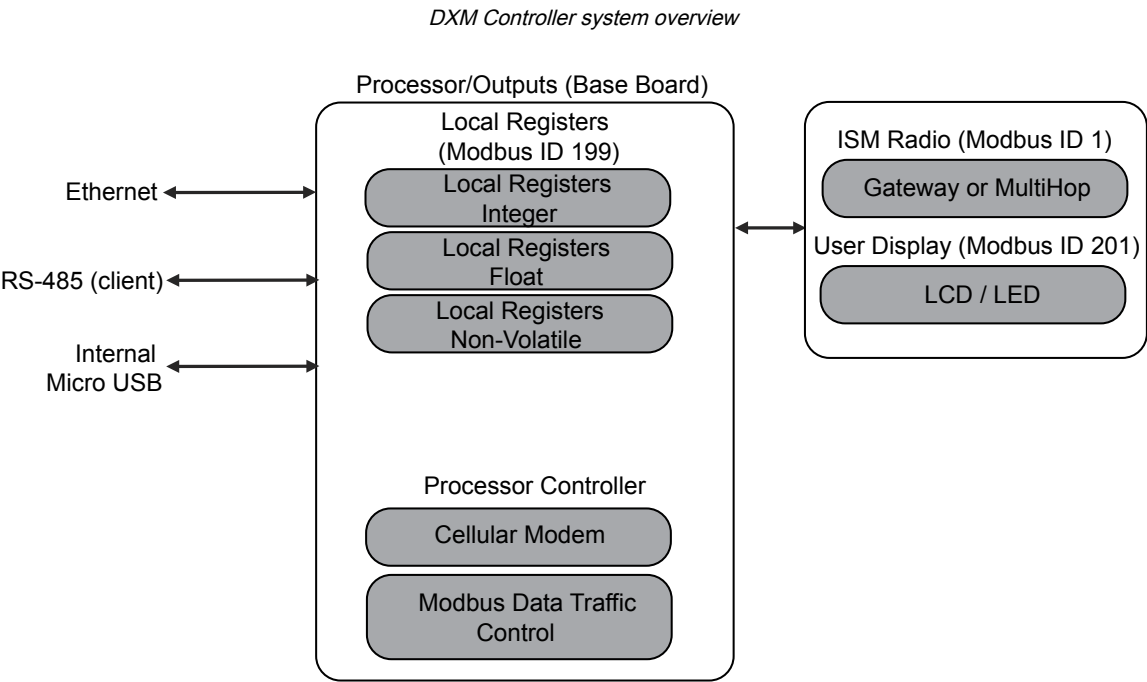 DXM Controller system overview
Processor/Outputs (Base Board)
Local Registers
(Modbus ID 199)
Local Registers
Integer
Local Registers
Float
Local Registers
Non-Volatile
Processor Controller
Cellular Modem
Modbus Data Traffic
Control
Ethernet
RS-485 (client)
Internal
Micro USB
ISM Radio (Modbus ID 1)
Gateway or MultiHop
User Display (Modbus ID 201)
LCD / LED